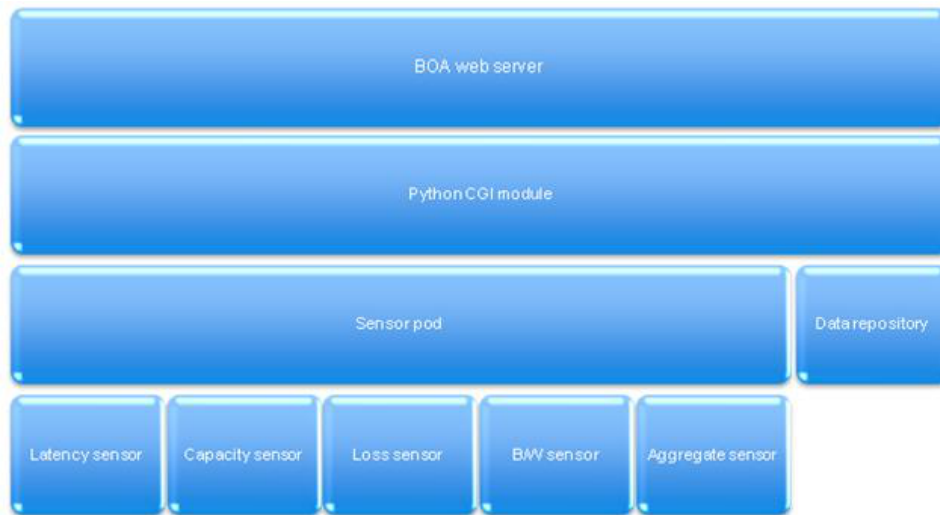 BOA web server
Python CGI module
Sensor pod
Data repository
Latency sensor
Capacity sensor
Loss sensor
B/W sensor
Aggregate sensor